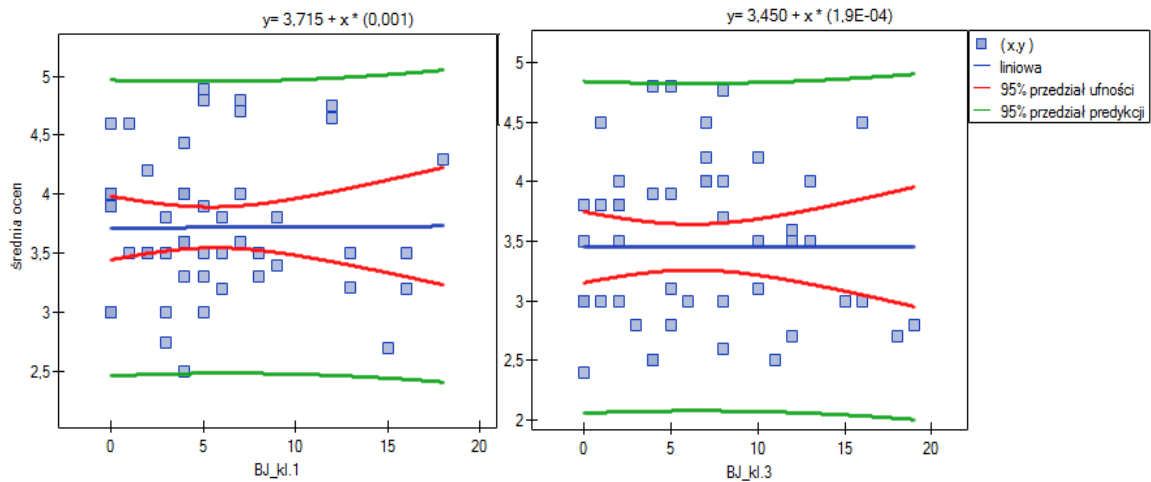 y= 3,715 + x * (0,001)
5
4,5
4
3,5
3
2,5
średnia ocen
0 5 10 15 20
BJ_kl.1
y= 3,450 + x * (1,9E-04)
5
4,5
4
3,5
3
2,5
2
0 5 10 15 20
BJ_kl.3
(x,y)
liniowa
95% przedział ufności
95% przedział predykcji